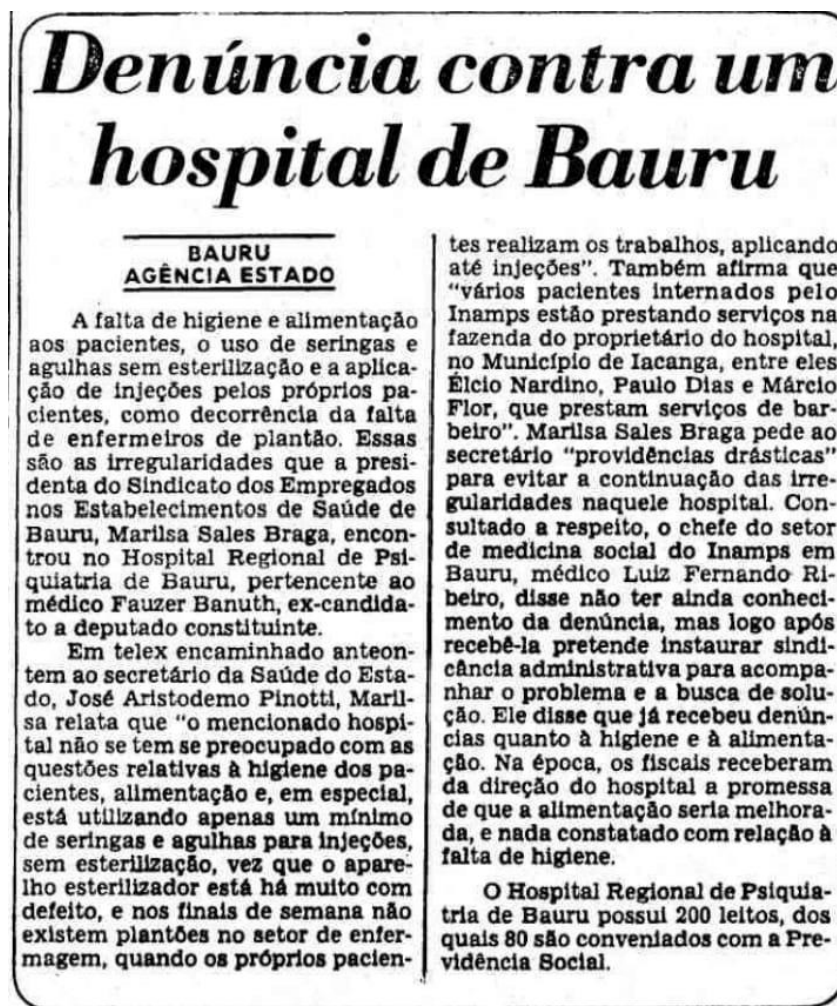 Denúncia contra um
hospital de Bauru
BAURU
AGÊNCIA ESTADO
A falta de higiene e alimentação
aos pacientes, o uso de seringas e
agulhas sem esterilização e a aplica-
ção de injeções pelos próprios pa-
cientes, como decorrência da falta
de enfermeiros de plantão. Essas
são as irregularidades que a presi-
denta do Sindicato dos Empregados
nos Estabelecimentos de Saúde de
Bauru, Marilsa Sales Braga, encon-
trou no Hospital Regional de Psi-
quiatria de Bauru, pertencente ao
médico Fauzer Banuth, ex-candida-
to a deputado constituinte.
Em telex encaminhado anteon-
tem ao secretário da Saúde do Esta-
do, José Aristodemo Pinotti, Maril-
sa relata que "o mencionado hospi-
tal não se tem se preocupado com as
questões relativas à higiene dos pa-
cientes, alimentação e, em especial,
está utilizando apenas um mínimo
de seringas e agulhas para injeções,
sem esterilização, vez que o apare-
lho esterilizador está há muito com
defeito, e nos finais de semana não
existem plantões no setor de enfer-
magem, quando os próprios pacien-
tes realizam os trabalhos, aplicando
até injeções". Também afirma que
"vários pacientes internados pelo
Inamps estão prestando serviços na
fazenda do proprietário do hospital,
no Município de Iacanga, entre eles
Élcio Nardino, Paulo Dias e Márcio
Flor, que prestam serviços de bar-
beiro". Marilsa Sales Braga pede ao
secretário "providências drásticas"
para evitar a continuação das irre-
gularidades naquele hospital. Con-
sultado a respeito, o chefe do setor
de medicina social do Inamps em
Bauru, médico Luiz Fernando Ri-
beiro, disse não ter ainda conheci-
mento da denúncia, mas logo após
recebê-la pretende instaurar sindi-
cância administrativa para acompa-
nhar o problema e a busca de solu-
ção. Ele disse que já recebeu denún-
cias quanto à higiene e à alimenta-
ção. Na época, os fiscais receberam
da direção do hospital a promessa
de que a alimentação seria melhora-
da, e nada constatado com relação à
falta de higiene.
O Hospital Regional de Psiquia-
tria de Bauru possui 200 leitos, dos
quais 80 são conveniados com a Pre-
vidência Social.